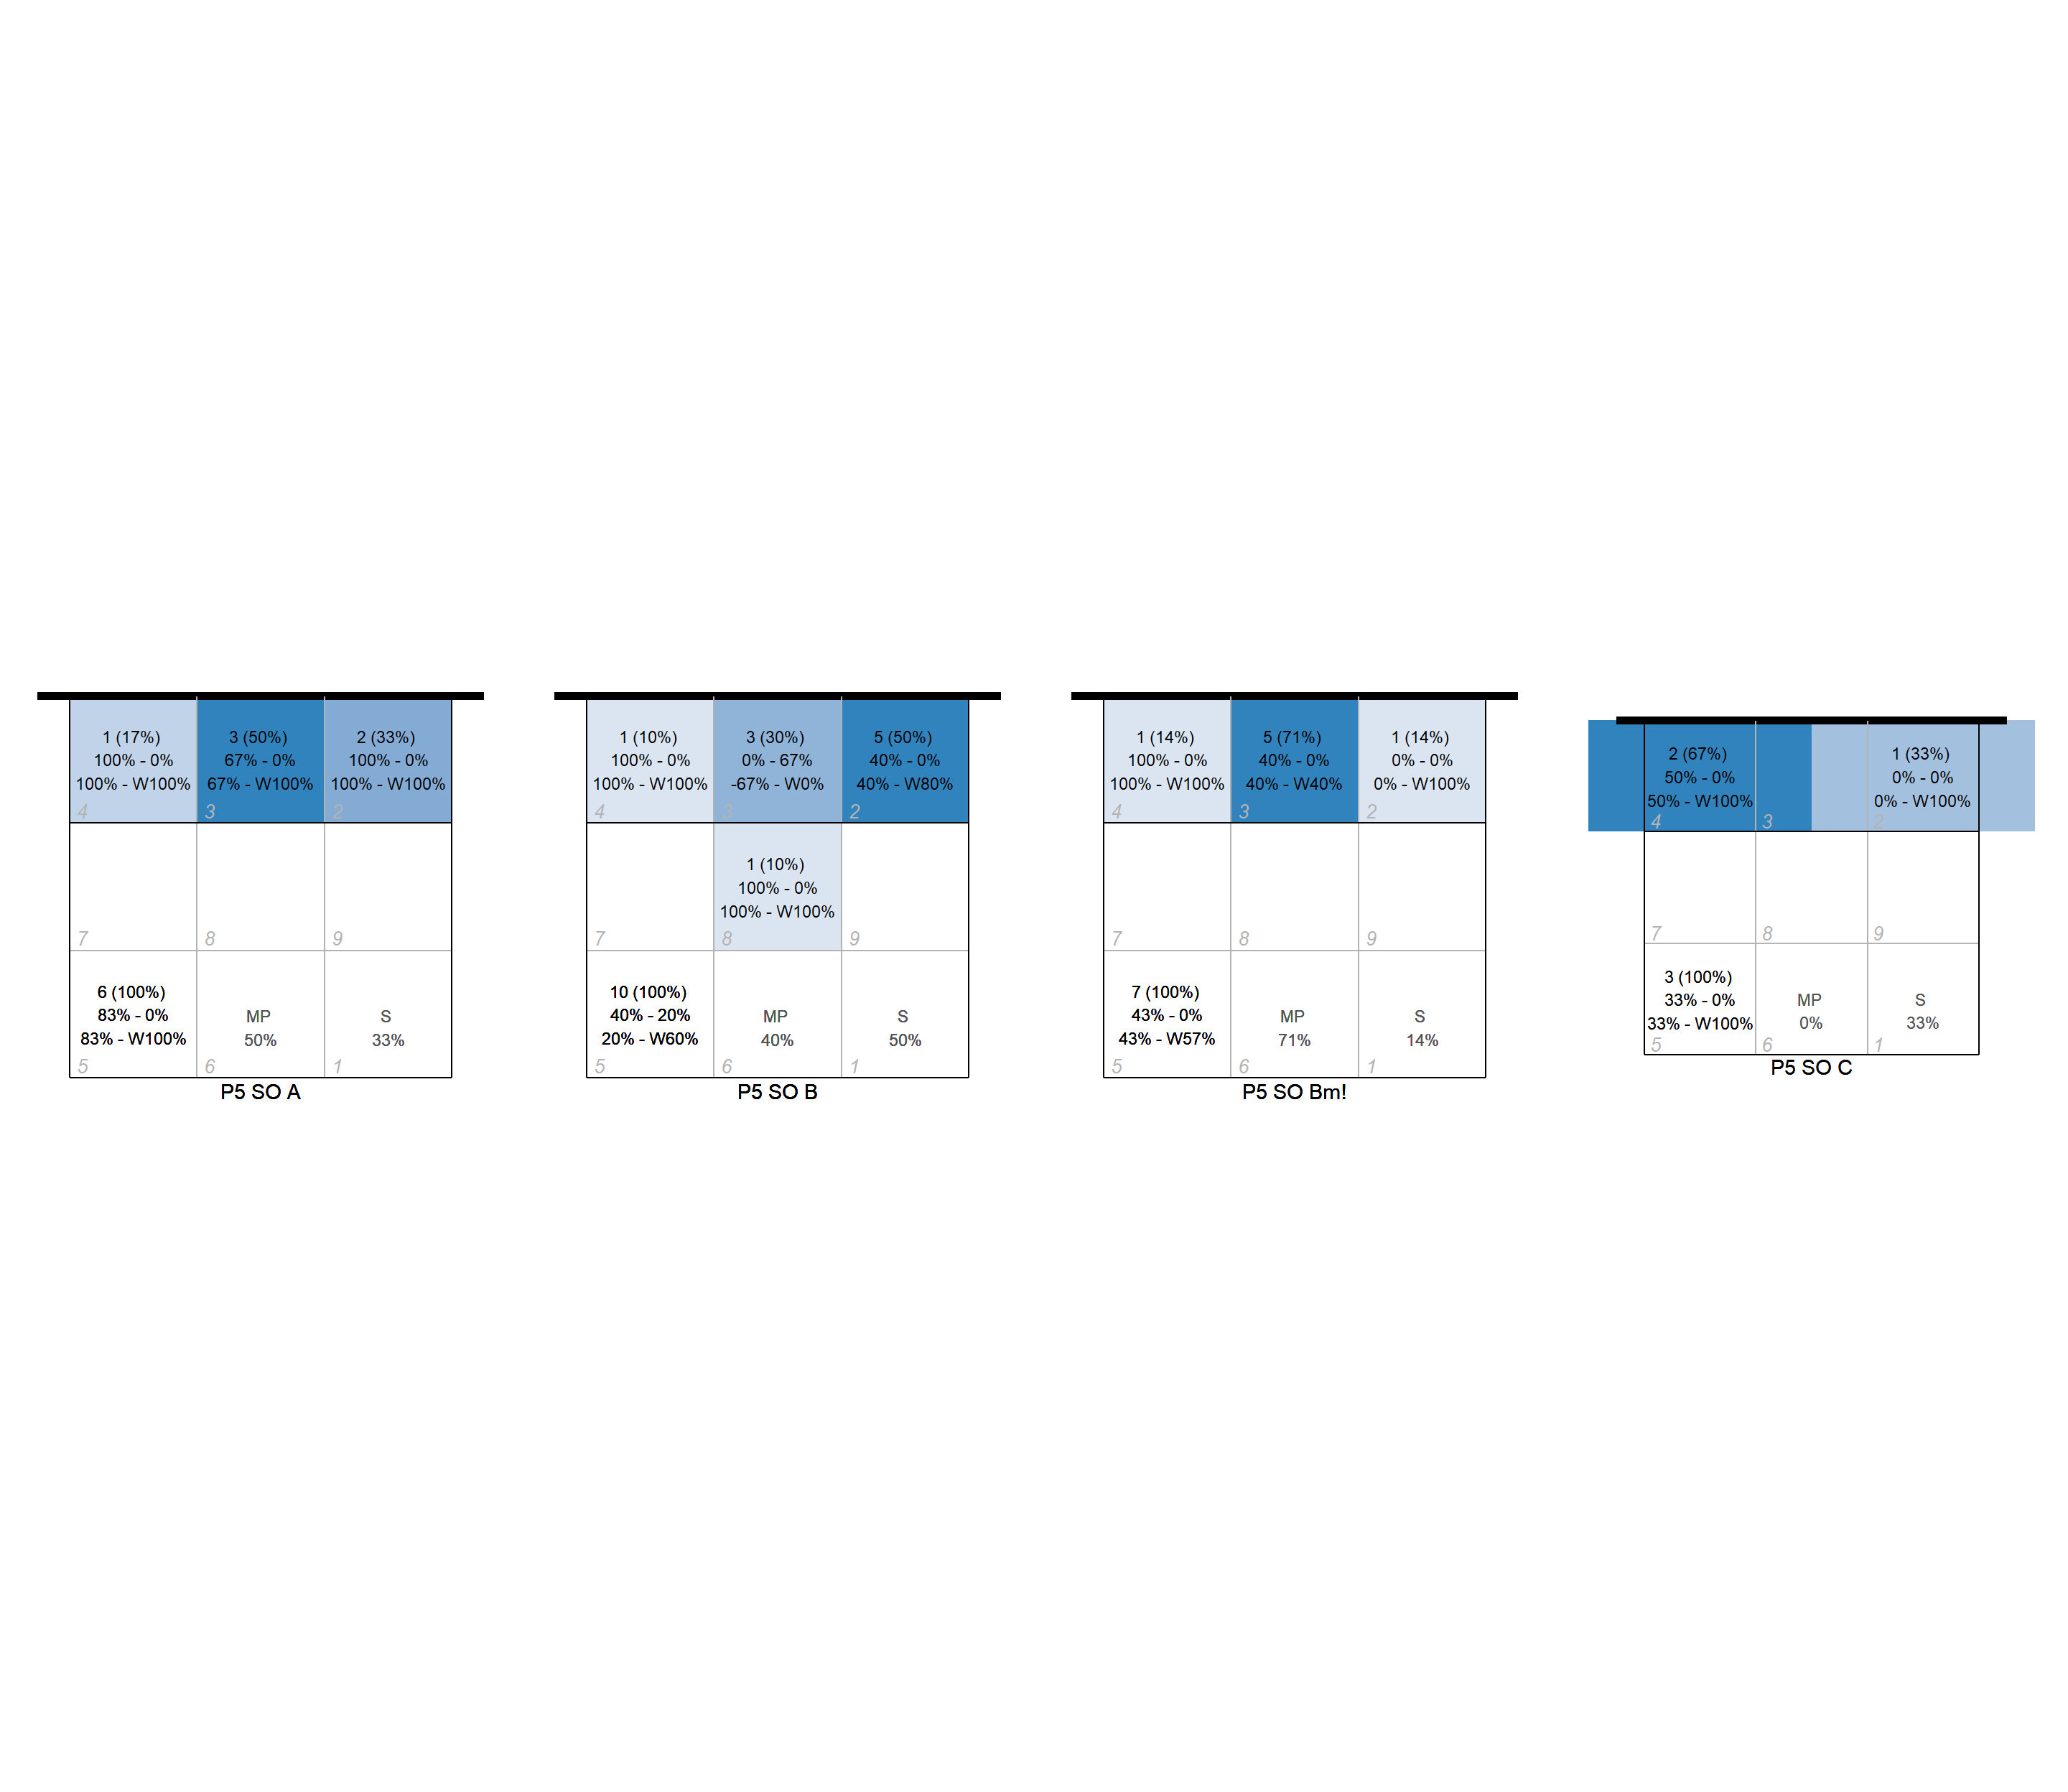 1 (17%)
100% - 0%
100% - W100%
4
3 (50%)
67% - 0%
67% - W100%
3
2 (33%)
100% - 0%
100% - W100%
2
7
8
9
6 (100%)
83% - 0%
83% - W100%
5
MP
50%
6
S
33%
1
P5 SO A
1 (10%)
100% - 0%
100% - W100%
4
3 (30%)
0% - 67%
-67% - W0%
3
5 (50%)
40% - 0%
40% - W80%
2
7
1 (10%)
100% - 0%
100% - W100%
8
9
10 (100%)
40% - 20%
20% - W60%
5
MP
40%
6
S
50%
1
P5 SO B
1 (14%)
100% - 0%
100% - W100%
4
5 (71%)
40% - 0%
40% - W40%
3
1 (14%)
0% - 0%
0% - W100%
2
7
8
9
7 (100%)
43% - 0%
43% - W57%
5
MP
71%
6
S
14%
1
P5 SO Bm!
2 (67%)
50% - 0%
50% - W100%
4
3
1 (33%)
0% - 0%
0% - W100%
2
7
8
9
3 (100%)
33% - 0%
33% - W100%
5
MP
0%
6
S
33%
1
P5 SO C